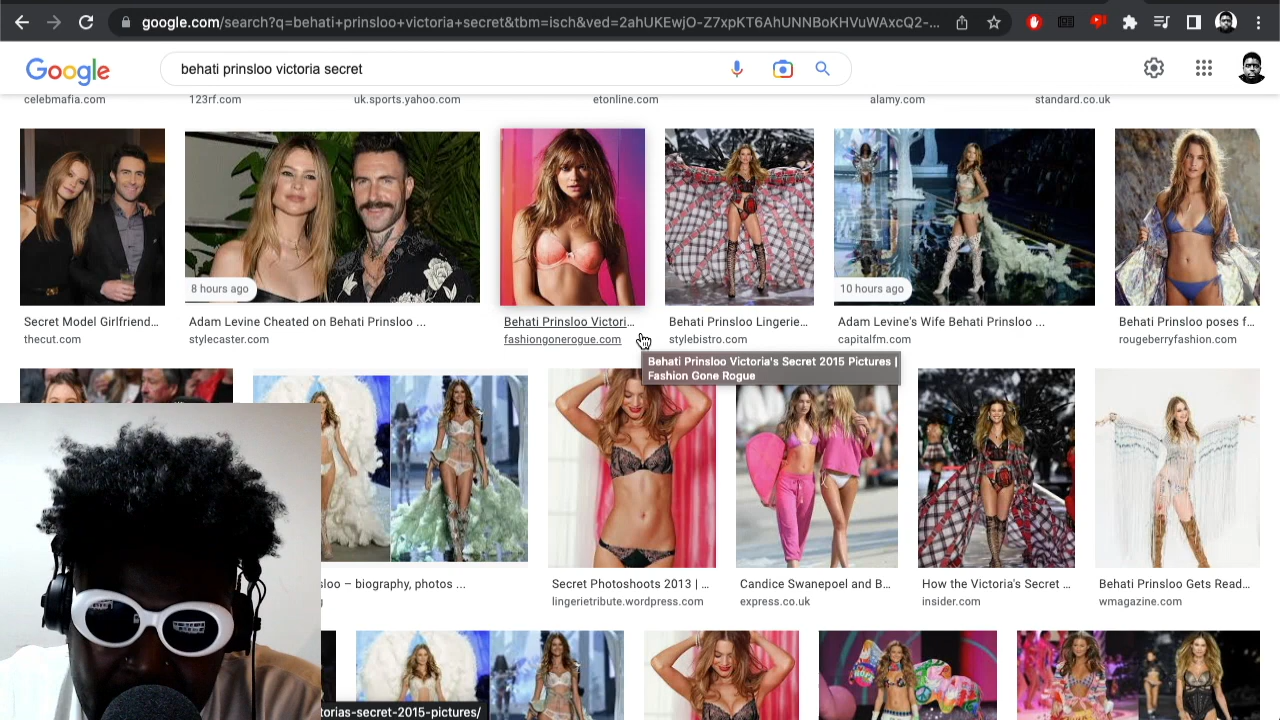 google.com/search?q=behati+prinsloo+victoria+secret&tbm=isch&ved=2ahUKEwjO-Z7xpKT6AhUNNBoKHVuWAxcQ2-...
Google
behati prinsloo victoria secret
celebmafia.com
123rf.com
uk.sports.yahoo.com
etonline.com
alamy.com
standard.co.uk
8 hours ago
10 hours ago
Secret Model Girlfriend...
Adam Levine Cheated on Behati Prinsloo ...
Behati Prinsloo Victori...
Behati Prinsloo Lingerie...
Adam Levine's Wife Behati Prinsloo ...
Behati Prinsloo poses f...
thecut.com
stylecaster.com
fashiongonerogue.com
stylebistro.com
capitalfm.com
rougeberryfashion.com
Behati Prinsloo Victoria's Secret 2015 Pictures |
Fashion Gone Rogue
sloo – biography, photos ...
Secret Photoshoots 2013 | ...
Candice Swanepoel and B...
How the Victoria's Secret ...
Behati Prinsloo Gets Read...
lingerietribute.wordpress.com
express.co.uk
insider.com
wmagazine.com
torias-secret-2015-pictures/